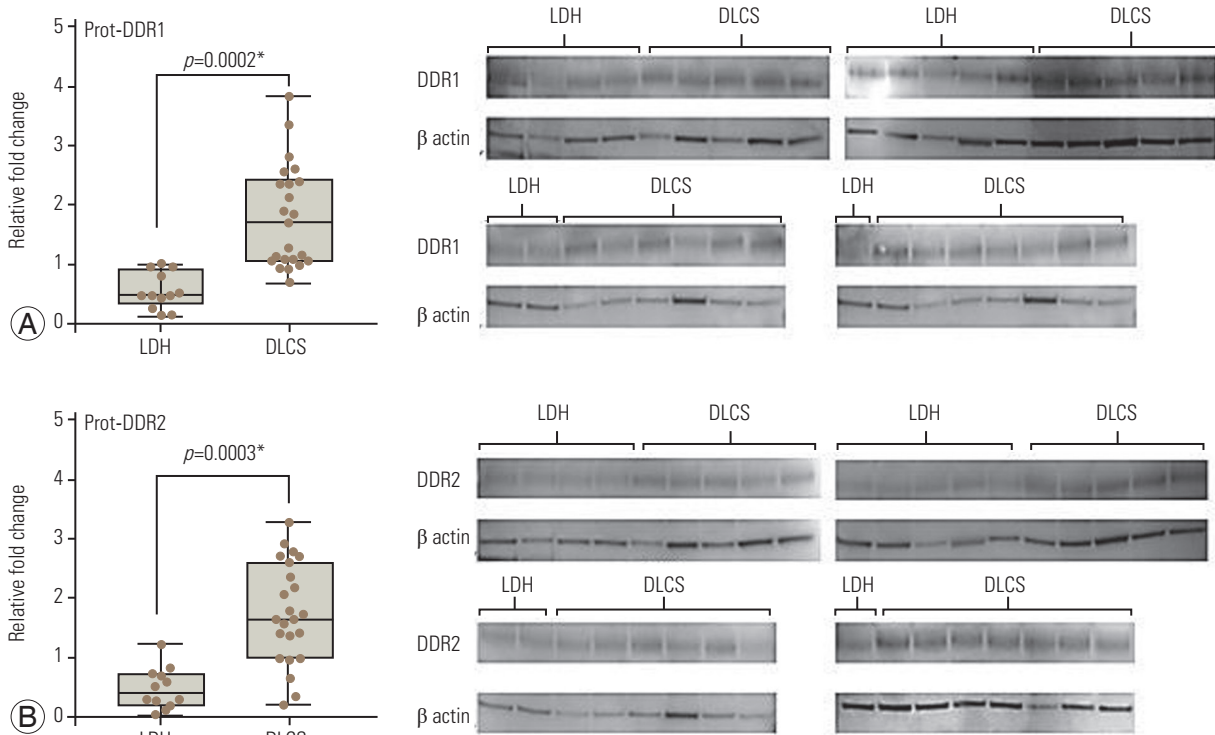 5
Prot-DDR1
p=0.0002*
4
3
2
1
0
Relative fold change
LDH
DLCS
A
LDH
DLCS
LDH
DLCS
DDR1
β actin
LDH
DLCS
LDH
DLCS
DDR1
β actin
5
Prot-DDR2
p=0.0003*
4
3
2
1
0
Relative fold change
LDH
DLCS
B
LDH
DLCS
LDH
DLCS
DDR2
β actin
LDH
DLCS
LDH
DLCS
DDR2
β actin